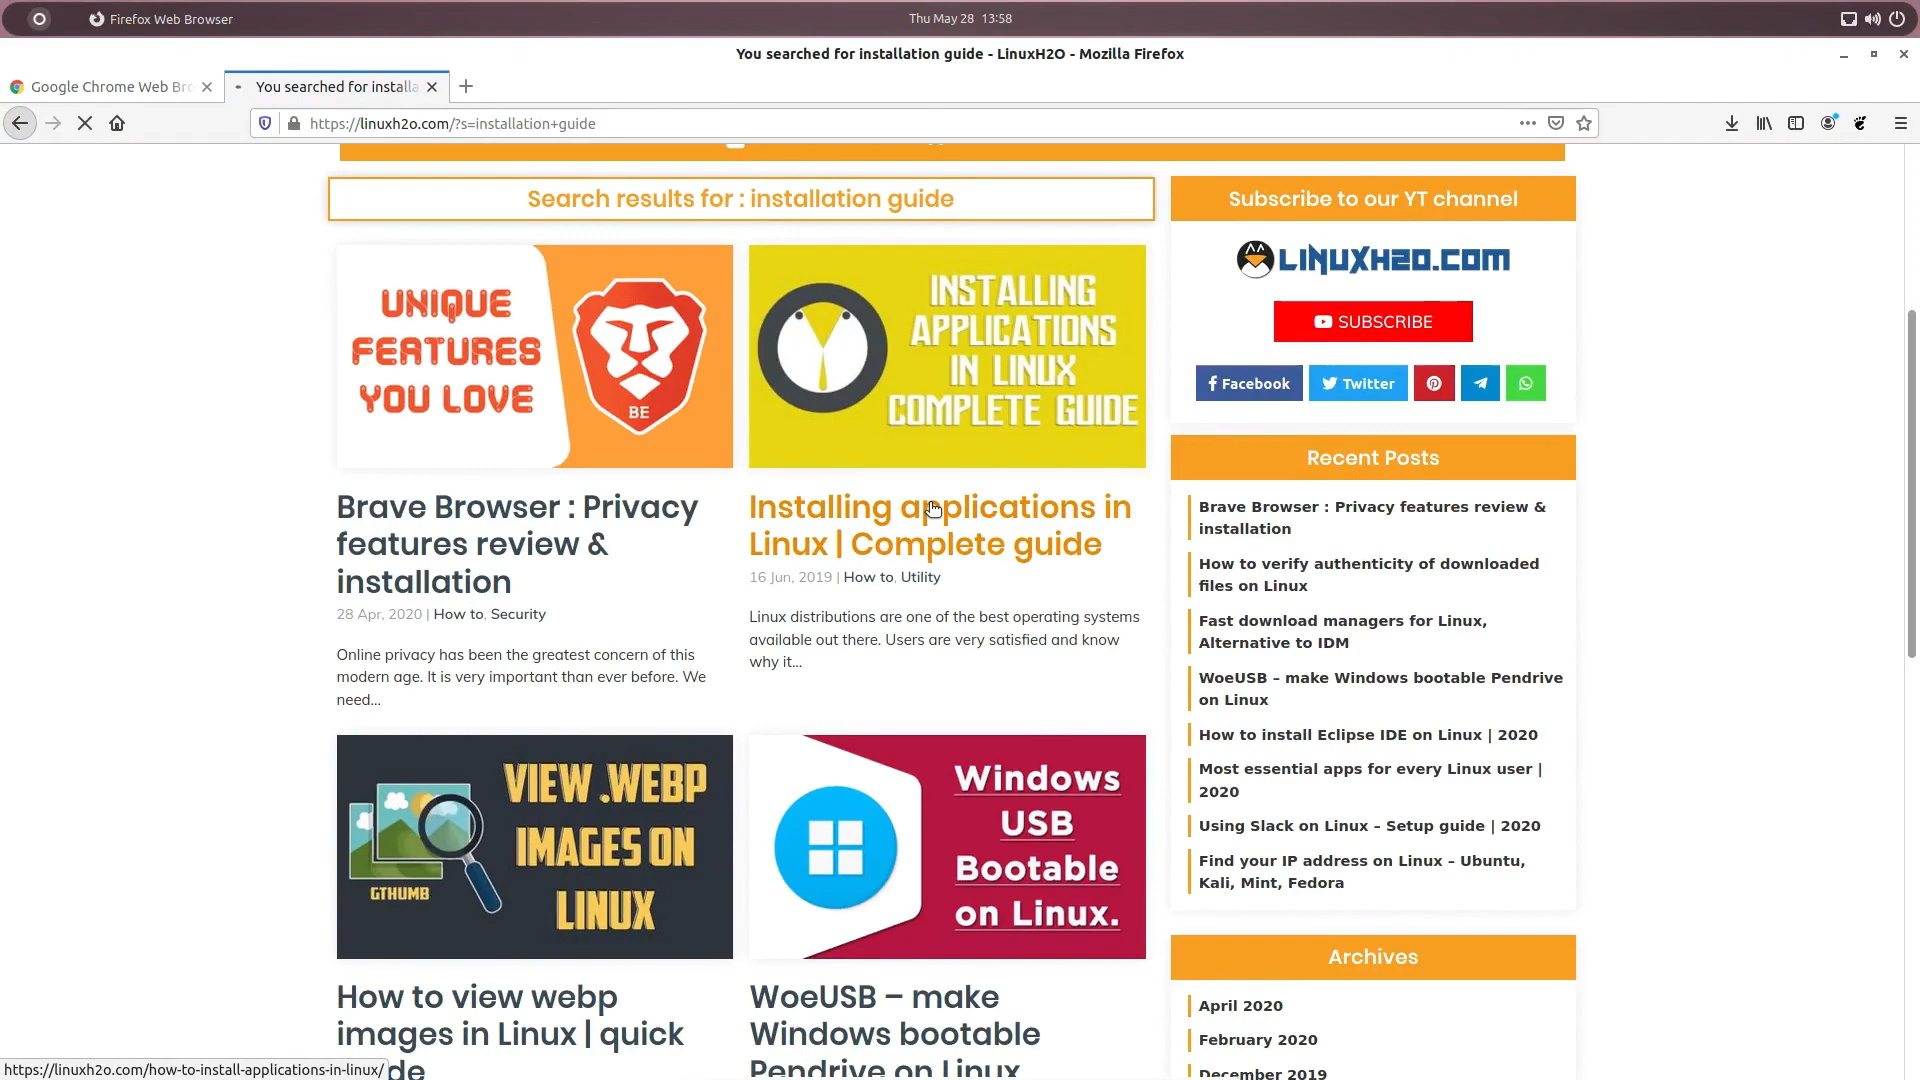 Firefox Web Browser
Thu May 28 13:58
You searched for installation guide - LinuxH2O - Mozilla Firefox
Google Chrome Web Bro
You searched for installa
https://linuxh2o.com/?s=installation+guide
Search results for : installation guide
UNIQUE
FEATURES
YOU LOVE
BE
Brave Browser : Privacy
features review &
installation
28 Apr, 2020 | How to, Security
Online privacy has been the greatest concern of this
modern age. It is very important than ever before. We
need...
INSTALLING
APPLICATIONS
IN LINUX
COMPLETE GUIDE
Installing applications in
Linux | Complete guide
16 Jun, 2019 | How to, Utility
Linux distributions are one of the best operating systems
available out there. Users are very satisfied and know
why it...
VIEW .WEBP
IMAGES ON
LINUX
GTHUMB
How to view webp
images in Linux | quick
Windows
USB
Bootable
on Linux.
WoeUSB – make
Windows bootable
Pendrive on Linux
Subscribe to our YT channel
LINUXH2O.COM
SUBSCRIBE
Facebook
Twitter
Recent Posts
Brave Browser : Privacy features review &
installation
How to verify authenticity of downloaded
files on Linux
Fast download managers for Linux,
Alternative to IDM
WoeUSB – make Windows bootable Pendrive
on Linux
How to install Eclipse IDE on Linux | 2020
Most essential apps for every Linux user |
2020
Using Slack on Linux – Setup guide | 2020
Find your IP address on Linux – Ubuntu,
Kali, Mint, Fedora
Archives
April 2020
February 2020
December 2019
https://linuxh2o.com/how-to-install-applications-in-linux/